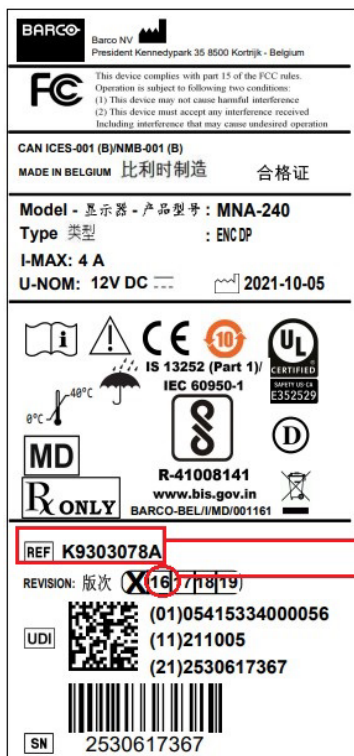 BARCO
Barco NV
President Kennedypark 35 8500 Kortrijk - Belgium
FC
This device complies with part 15 of the FCC rules.
Operation is subject to following two conditions:
(1) This device may not cause harmful interference
(2) This device must accept any interference received
Including interference that may cause undesired operation
CAN ICES-001 (B)/NMB-001 (B)
MADE IN BELGIUM 比利时制造 合格证
Model - 显示器 - 产品型号 : MNA-240
Type 类型 : ENC DP
I-MAX: 4 A
U-NOM: 12V DC 2021-10-05
i CE 10 UL
CERTIFIED
SAFETY US-CA
E352529
IS 13252 (Part 1)/
IEC 60950-1
0°C 40°C
D
MD
R-41008141
www.bis.gov.in
Rx ONLY BARCO-BEL/I/MD/001161
REF K9303078A
REVISION: 版次 (X 16 17 18 19)
UDI
(01)05415334000056
(11)211005
(21)2530617367
SN 2530617367